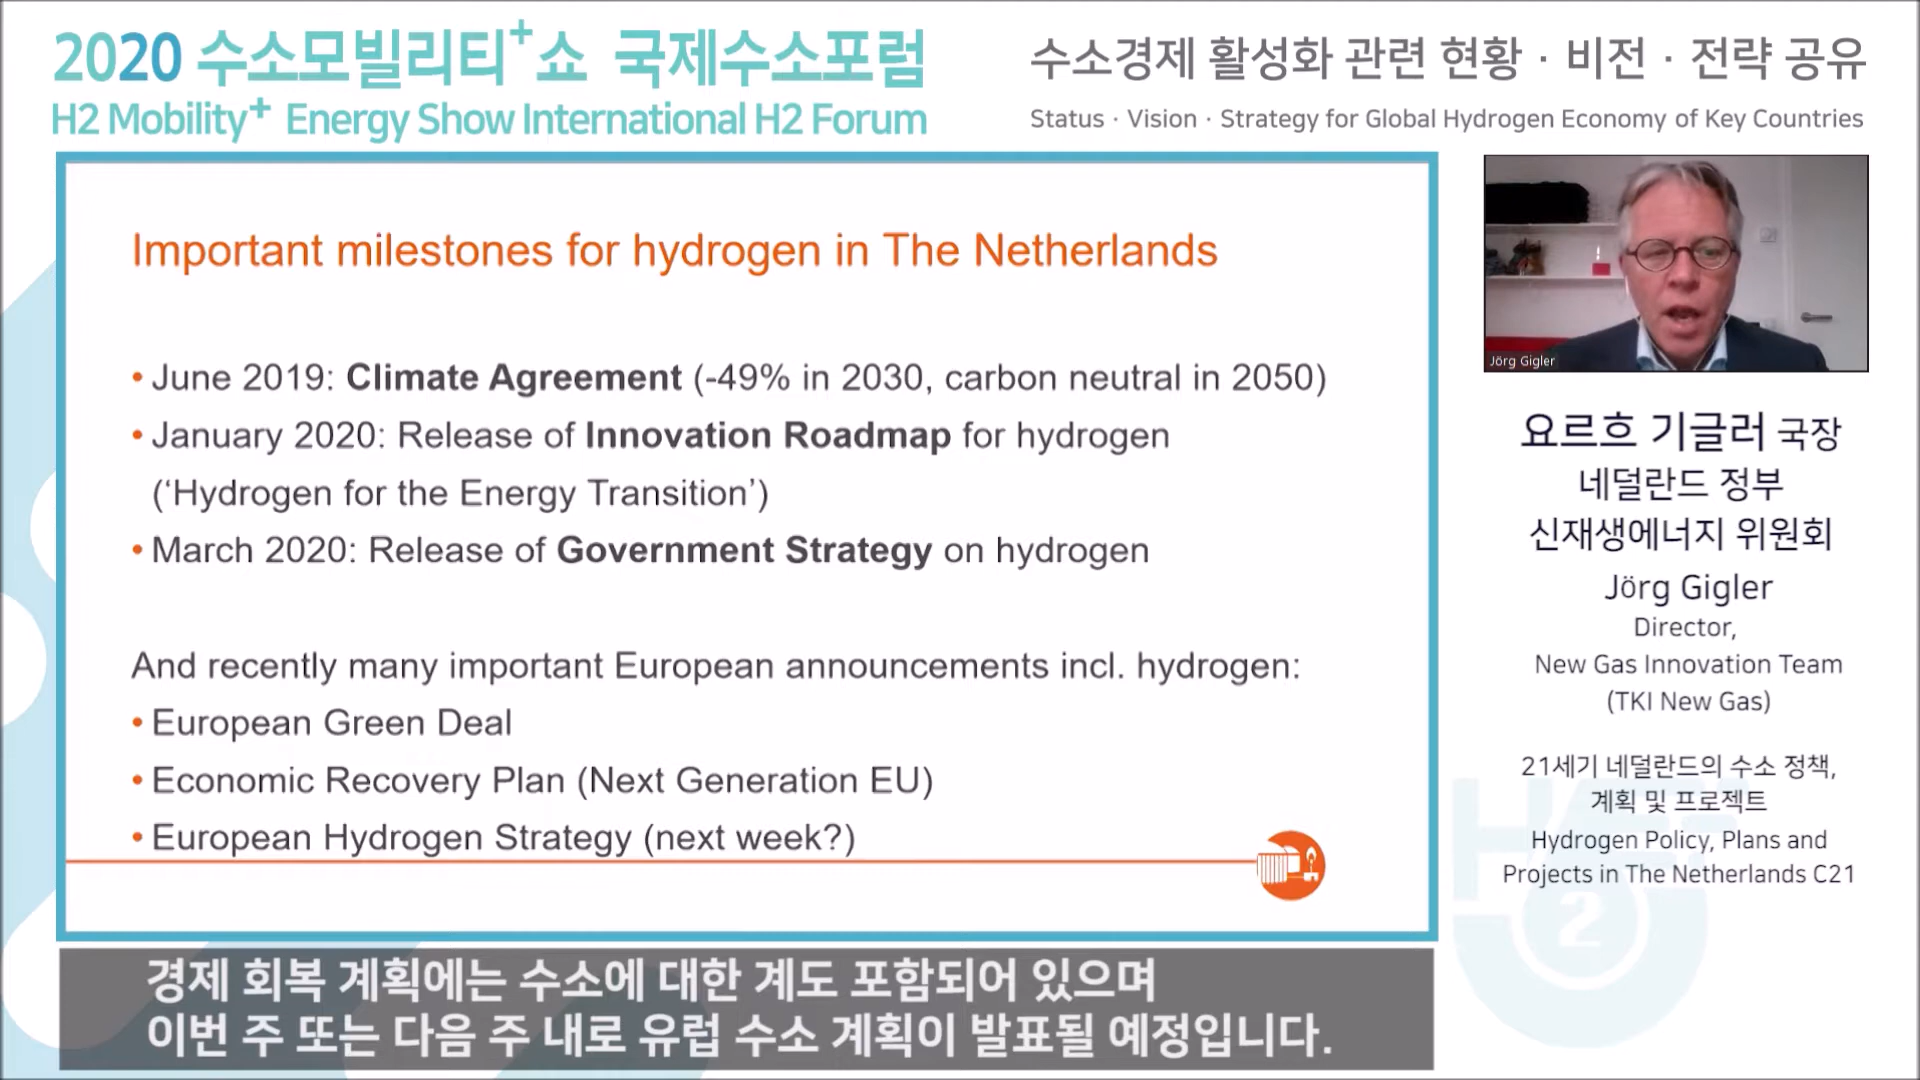 2020 수소모빌리티+쇼 국제수소포럼
H2 Mobility+ Energy Show International H2 Forum
수소경제 활성화 관련 현황 · 비전 · 전략 공유
Status · Vision · Strategy for Global Hydrogen Economy of Key Countries
Important milestones for hydrogen in The Netherlands
• June 2019: Climate Agreement (-49% in 2030, carbon neutral in 2050)
• January 2020: Release of Innovation Roadmap for hydrogen
(‘Hydrogen for the Energy Transition’)
• March 2020: Release of Government Strategy on hydrogen
And recently many important European announcements incl. hydrogen:
• European Green Deal
• Economic Recovery Plan (Next Generation EU)
• European Hydrogen Strategy (next week?)
Jörg Gigler
요르흐 기글러 국장
네덜란드 정부
신재생에너지 위원회
Jörg Gigler
Director,
New Gas Innovation Team
(TKI New Gas)
21세기 네덜란드의 수소 정책,
계획 및 프로젝트
Hydrogen Policy, Plans and
Projects in The Netherlands C21
경제 회복 계획에는 수소에 대한 계도 포함되어 있으며
이번 주 또는 다음 주 내로 유럽 수소 계획이 발표될 예정입니다.